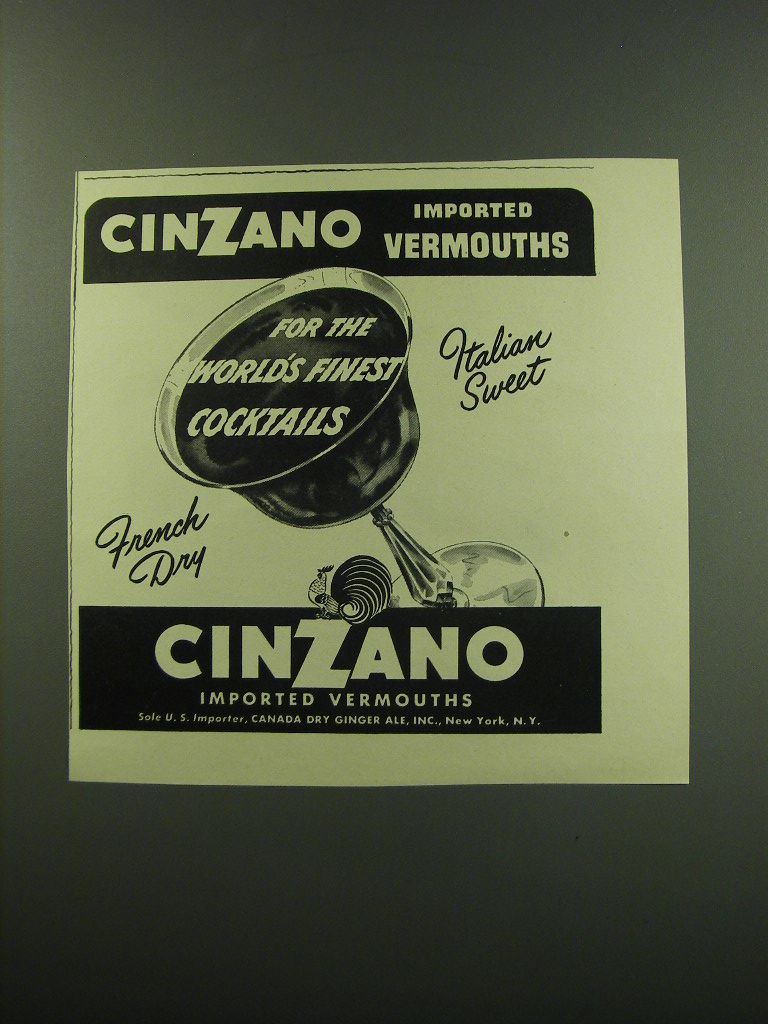 CINZANO IMPORTED
VERMOUTHS
FOR THE
WORLD'S FINEST
COCKTAILS
Italian
Sweet
French
Dry
CINZANO
IMPORTED VERMOUTHS
Sole U. S. Importer, CANADA DRY GINGER ALE, INC., New York, N. Y.